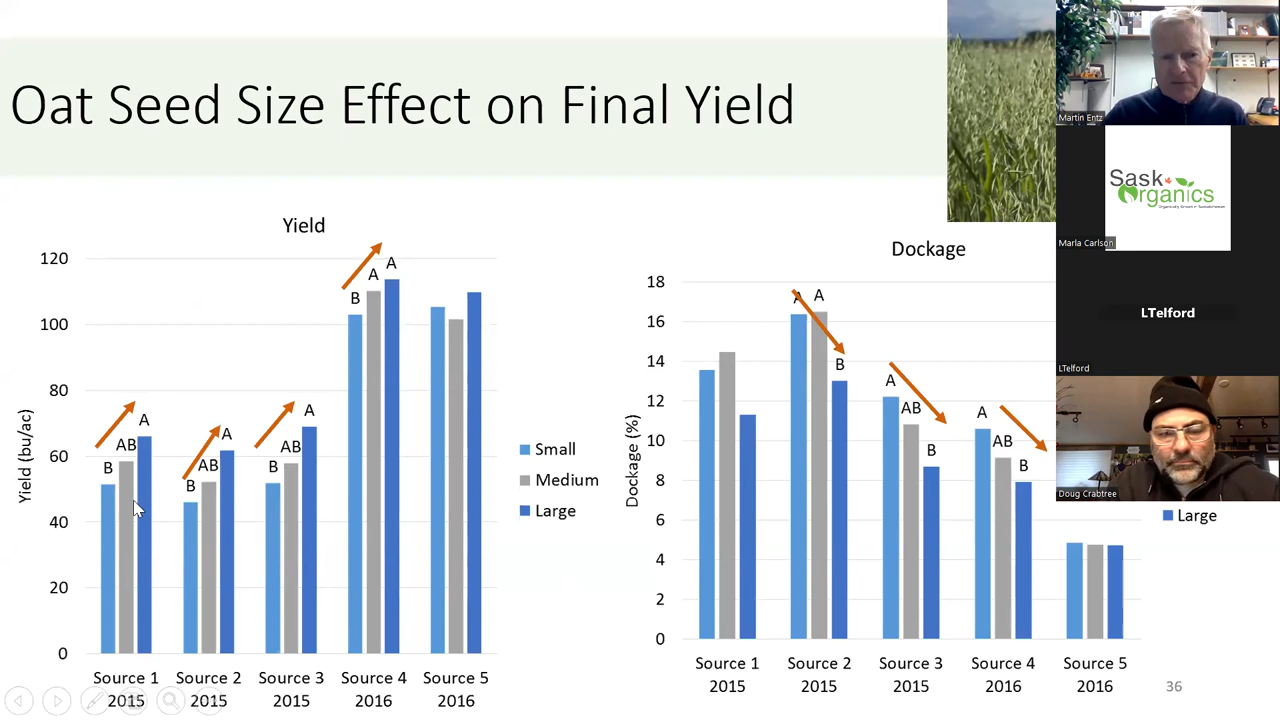 Oat Seed Size Effect on Final Yield
Yield
120
100
80
60
40
20
0
Yield (bu/ac)
B
AB
A
B
AB
A
B
AB
A
B
A
A
Source 1
2015
Source 2
2015
Source 3
2015
Source 4
2016
Source 5
2016
Small
Medium
Large
Dockage
18
16
14
12
10
8
6
4
2
0
Dockage (%)
A
A
B
A
AB
B
A
AB
B
Source 1
2015
Source 2
2015
Source 3
2015
Source 4
2016
Source 5
2016
Large
36
Martin Entz
Sask
Organics
Marla Carlson
LTelford
LTelford
Doug Crabtree